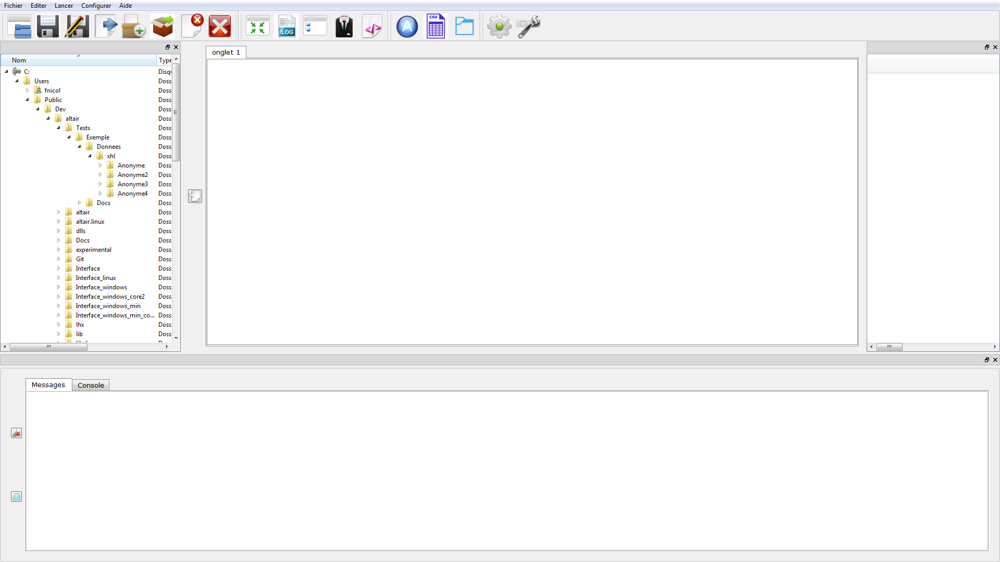 Fichier Editer Lancer Configurer Aide
LOG
A
CSV
onglet 1
Nom Type
C: Disqu
Users Doss
fnicol Doss
Public Doss
Dev Doss
altair Doss
Tests Doss
Exemple Doss
Donnees Doss
xhl Doss
Anonyme Doss
Anonyme2 Doss
Anonyme3 Doss
Anonyme4 Doss
Docs Doss
altair Doss
altair.linux Doss
dlls Doss
Docs Doss
experimental Doss
Git Doss
Interface Doss
Interface_linux Doss
Interface_windows Doss
Interface_windows_core2 Doss
Interface_windows_min Doss
Interface_windows_min_co... Doss
lhx Doss
lib Doss
Messages Console